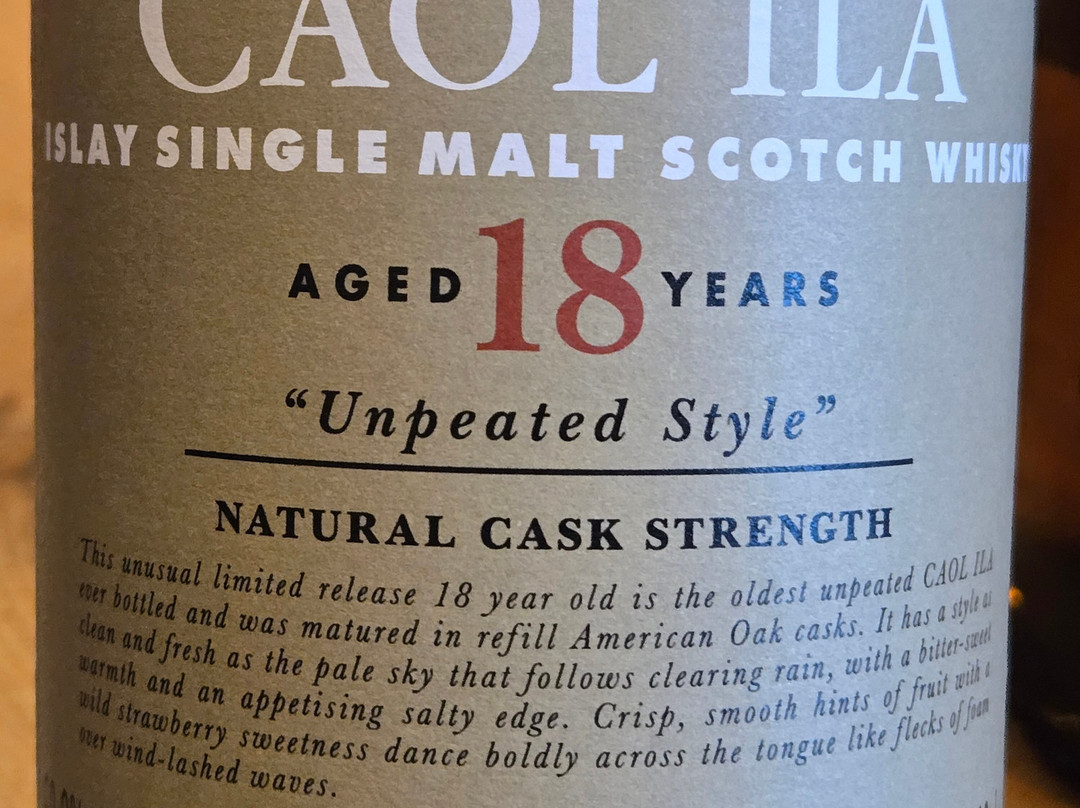 CAOL ILA
ISLAY SINGLE MALT SCOTCH WHISKY
AGED 18 YEARS
“Unpeated Style”
NATURAL CASK STRENGTH
This unusual limited release 18 year old is the oldest unpeated CAOL ILA
ever bottled and was matured in refill American Oak casks. It has a style as
clean and fresh as the pale sky that follows clearing rain, with a bitter-sweet
warmth and an appetising salty edge. Crisp, smooth hints of fruit with a
wild strawberry sweetness dance boldly across the tongue like flecks of foam
over wind-lashed waves.